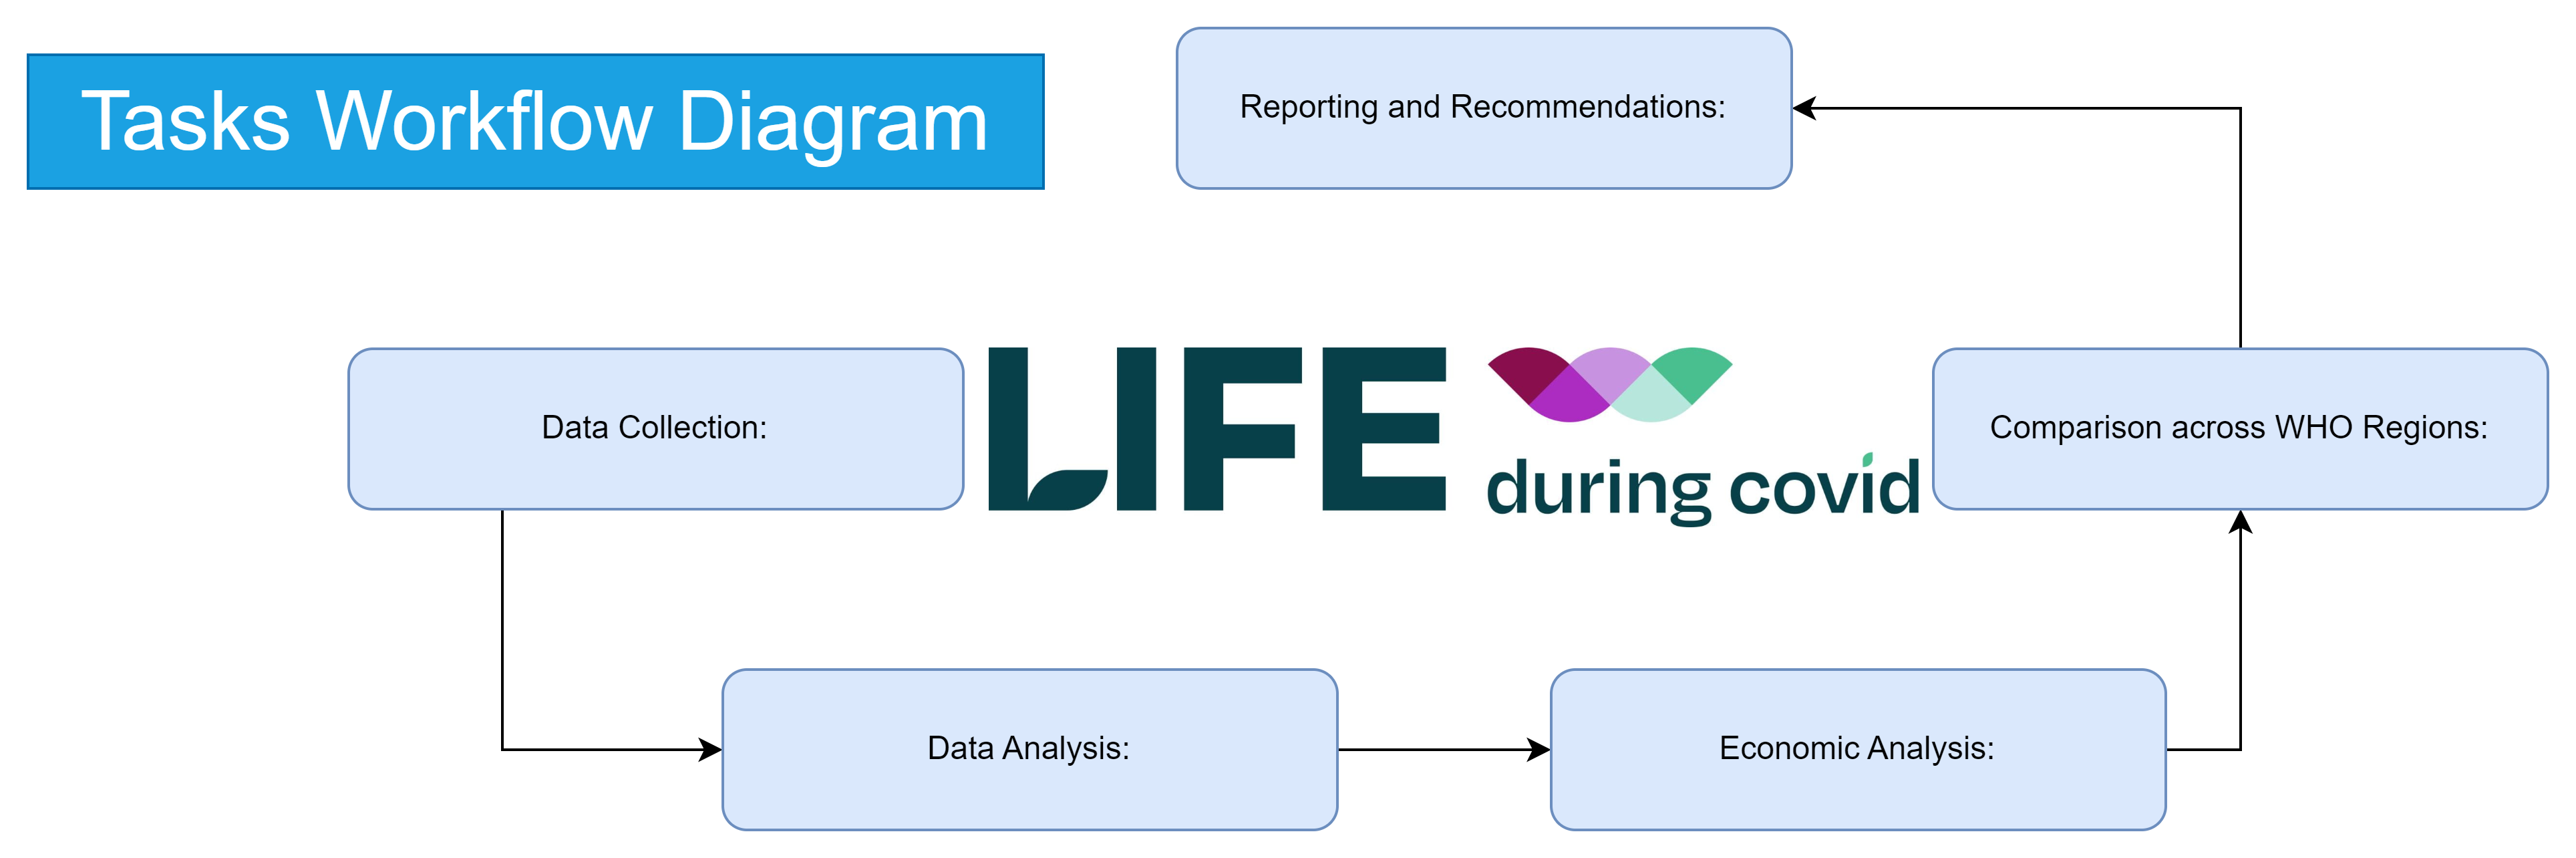 Tasks Workflow Diagram
Reporting and Recommendations:
Data Collection:
LIFE
during covid
Comparison across WHO Regions:
Data Analysis:
Economic Analysis: